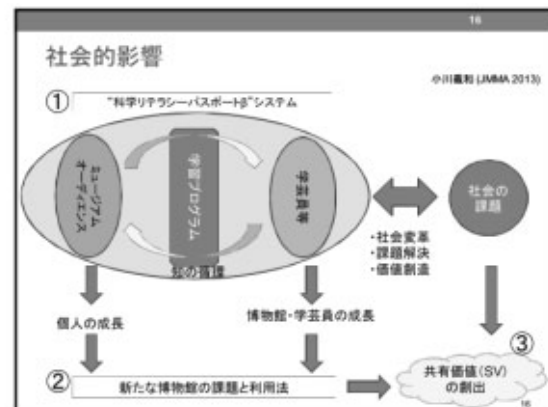 16
社会的影響
小川義和 (JMMA 2013)
①
"科学リテラシーパスポートβ"システム
ミュージアム
オーディエンス
学習プログラム
学芸員等
知の循環
社会の
課題
・社会変革
・課題解決
・価値創造
個人の成長
博物館・学芸員の成長
②
新たな博物館の課題と利用法
③
共有価値(SV)
の創出
16